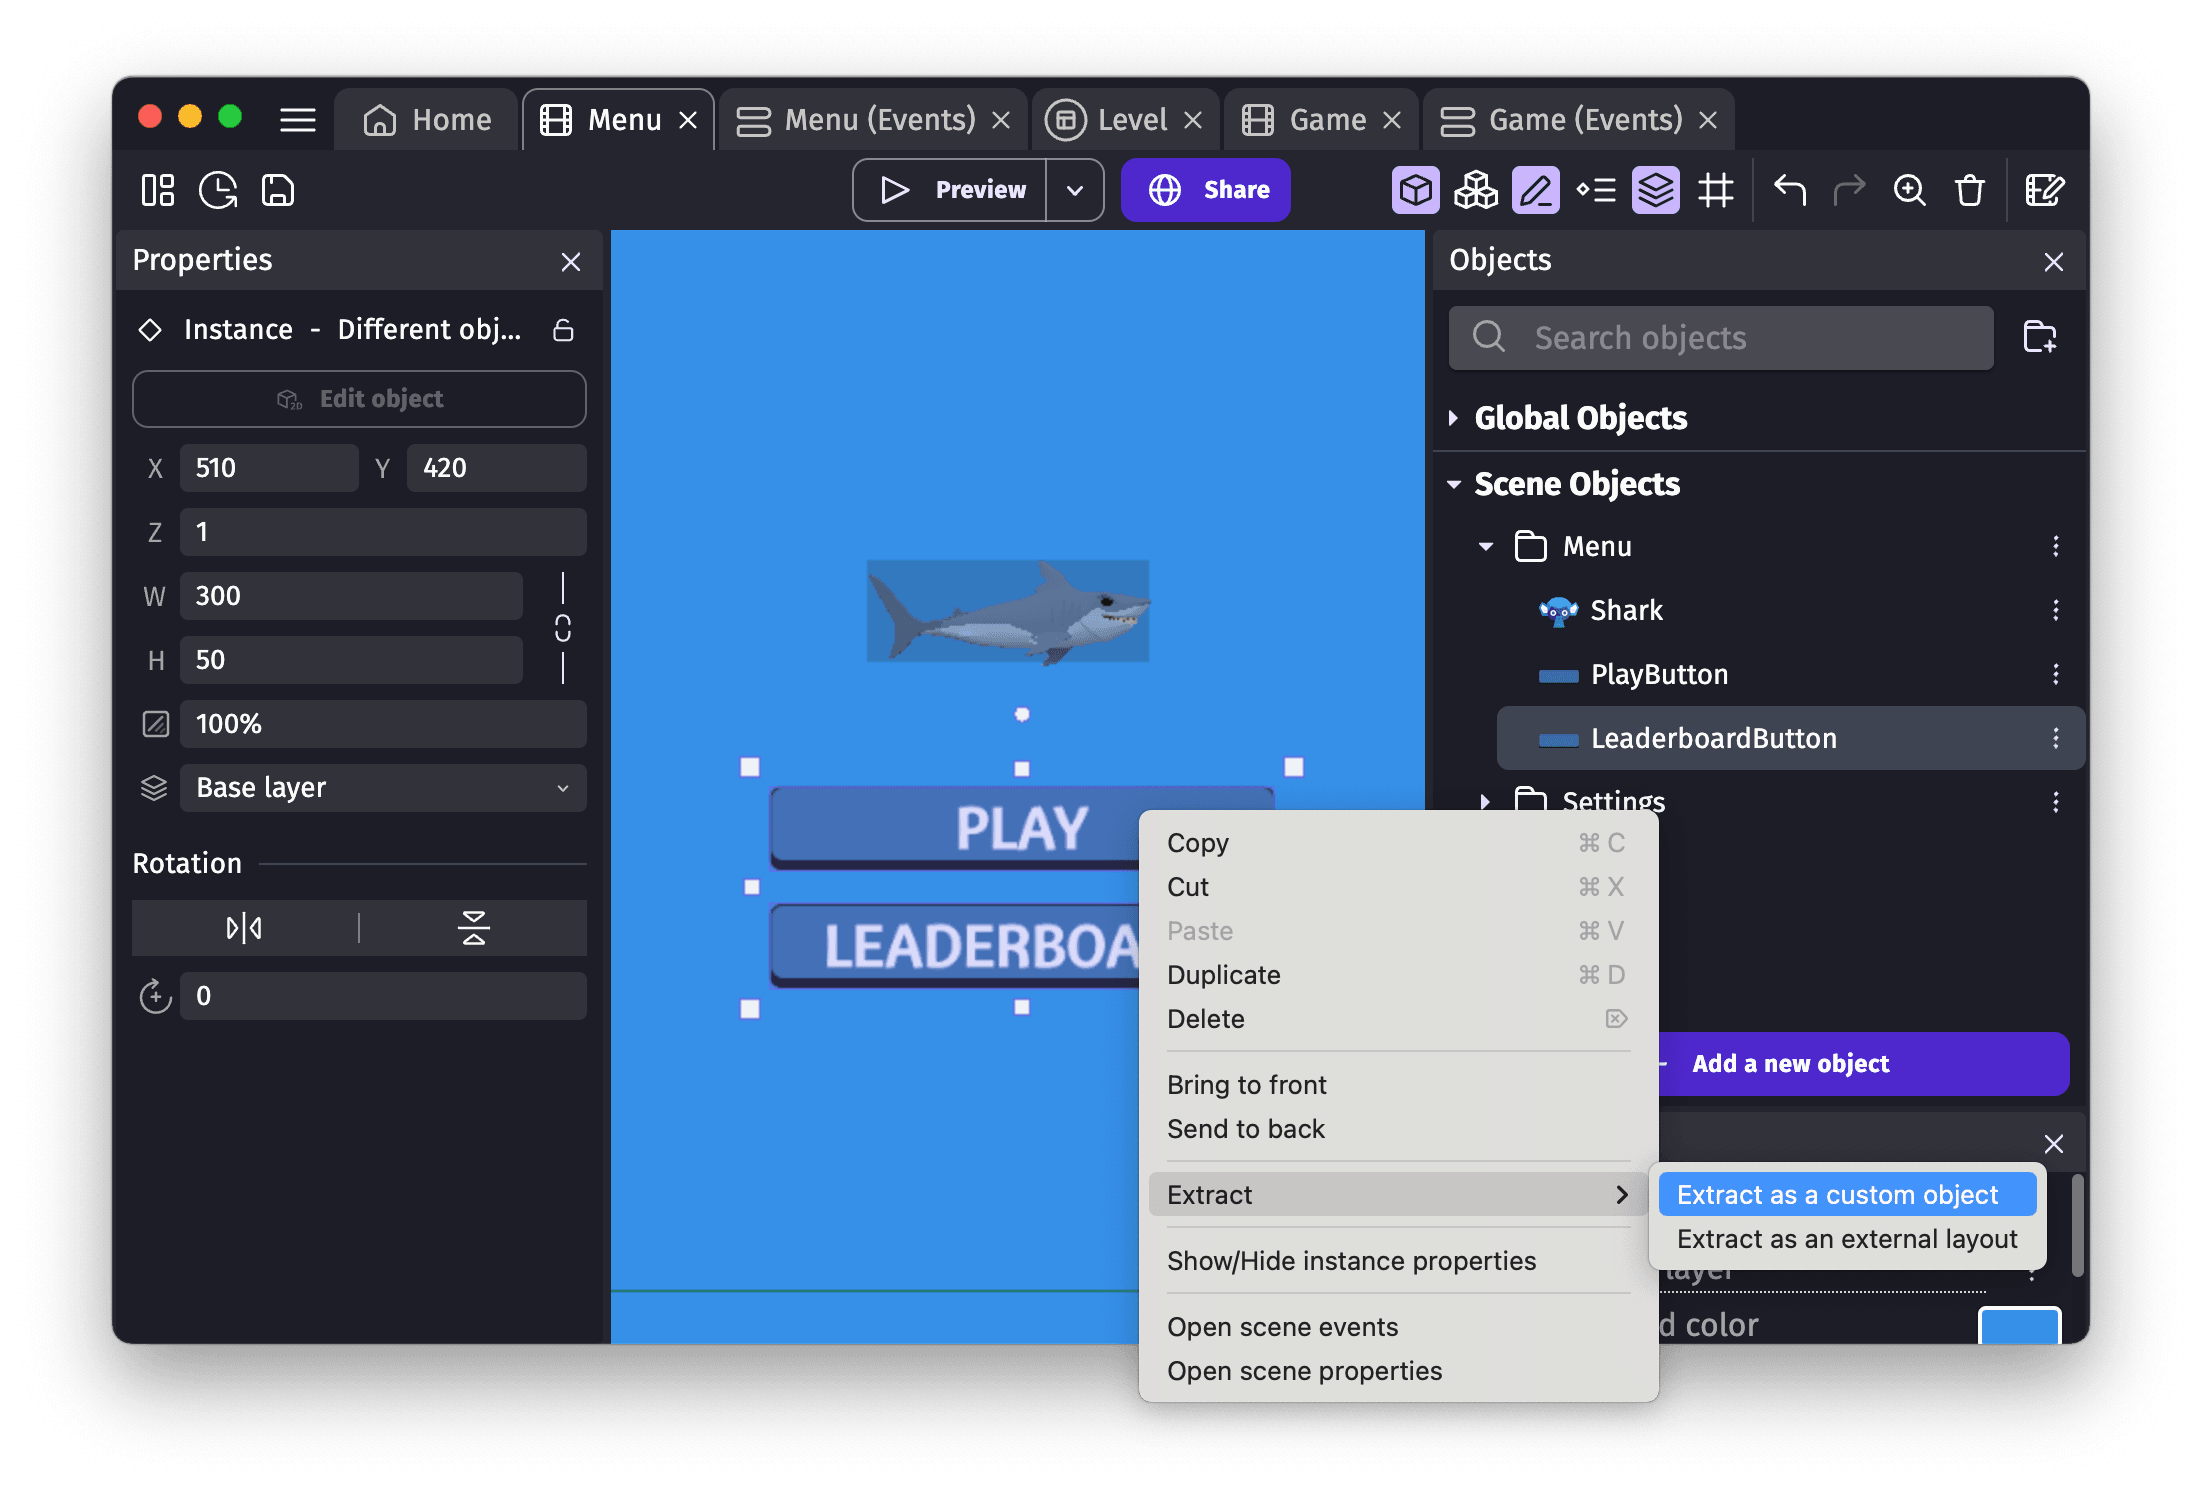 Home
Menu
Menu (Events)
Level
Game
Game (Events)
Preview
Share
Properties
Instance - Different obj...
Edit object
X 510 Y 420
Z 1
W 300
H 50
100%
Base layer
Rotation
0
PLAY
LEADERBOA
Copy ⌘ C
Cut ⌘ X
Paste ⌘ V
Duplicate ⌘ D
Delete
Bring to front
Send to back
Extract
Show/Hide instance properties
Open scene events
Open scene properties
Extract as a custom object
Extract as an external layout
Objects
Search objects
Global Objects
Scene Objects
Menu
Shark
PlayButton
LeaderboardButton
Settings
Add a new object
layer
d color